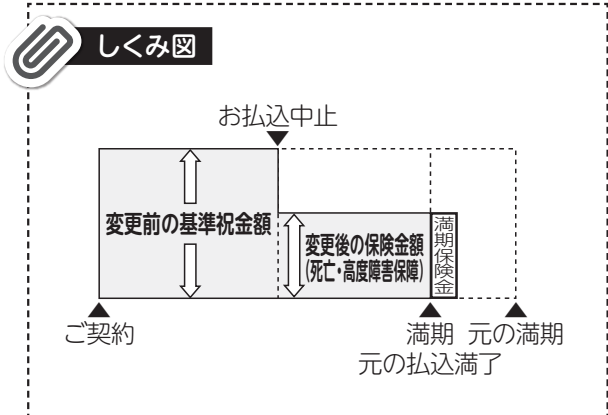 しくみ図
お払込中止
変更前の基準祝金額
変更後の保険金額
(死亡・高度障害保障)
満期保険金
ご契約
満期 元の満期
元の払込満了